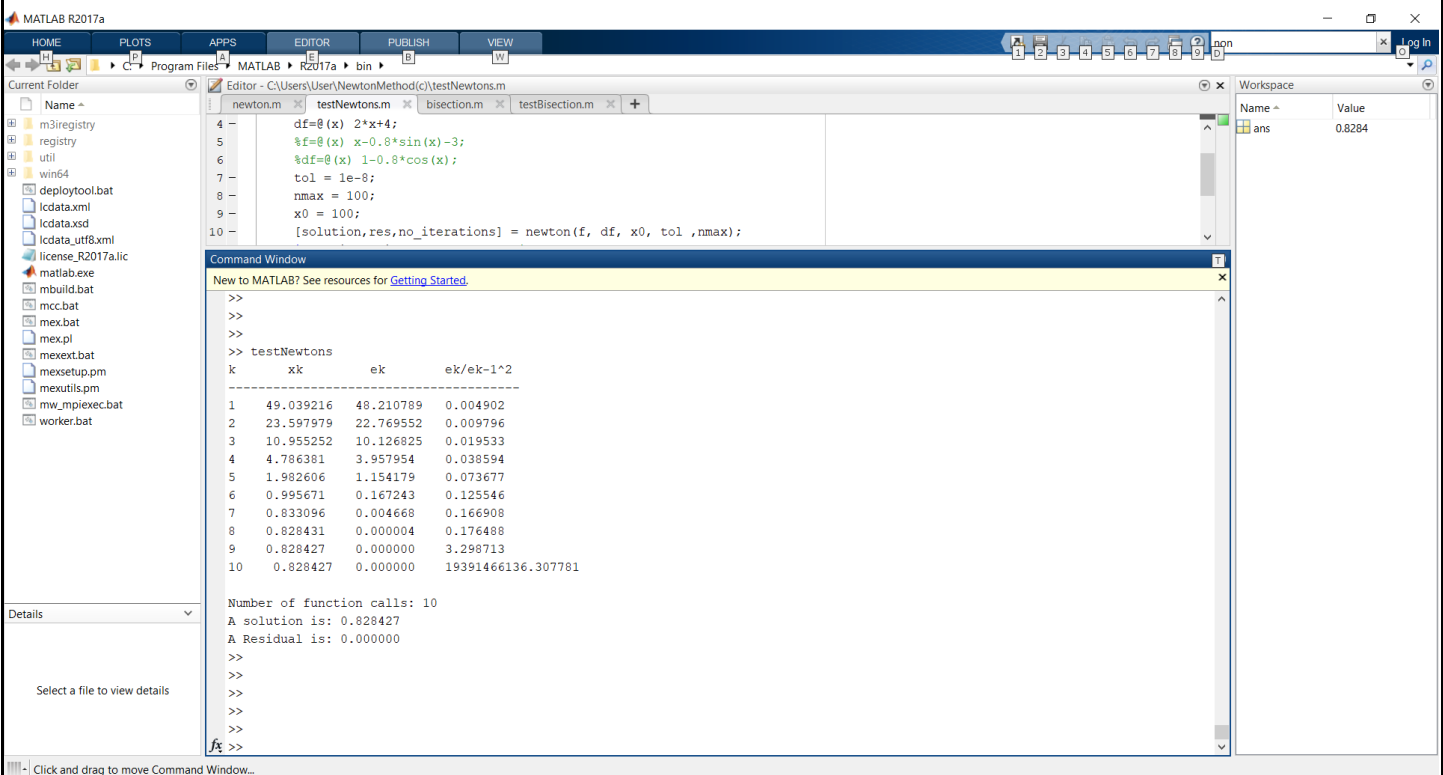 MATLAB R2017a
HOME PLOTS APPS EDITOR PUBLISH VIEW
H P A E B W
1 2 3 4 5 6 7 8 9 D
non
Log In
O
C: Program Files MATLAB R2017a bin
Current Folder
Name
m3iregistry
registry
util
win64
deploytool.bat
lcdata.xml
lcdata.xsd
lcdata_utf8.xml
license_R2017a.lic
matlab.exe
mbuild.bat
mcc.bat
mex.bat
mex.pl
mexext.bat
mexsetup.pm
mexutils.pm
mw_mpiexec.bat
worker.bat
Details
Select a file to view details
Editor - C:\Users\User\NewtonMethod(c)\testNewtons.m
newton.m testNewtons.m bisection.m testBisection.m +
4 - df=@(x) 2*x+4;
5 %f=@(x) x-0.8*sin(x)-3;
6 %df=@(x) 1-0.8*cos(x);
7 - tol = 1e-8;
8 - nmax = 100;
9 - x0 = 100;
10 - [solution,res,no_iterations] = newton(f, df, x0, tol ,nmax);
Command Window
T
New to MATLAB? See resources for Getting Started.
>>
>>
>>
>> testNewtons
k xk ek ek/ek-1^2
---------------------------------------
1 49.039216 48.210789 0.004902
2 23.597979 22.769552 0.009796
3 10.955252 10.126825 0.019533
4 4.786381 3.957954 0.038594
5 1.982606 1.154179 0.073677
6 0.995671 0.167243 0.125546
7 0.833096 0.004668 0.166908
8 0.828431 0.000004 0.176488
9 0.828427 0.000000 3.298713
10 0.828427 0.000000 19391466136.307781
Number of function calls: 10
A solution is: 0.828427
A Residual is: 0.000000
>>
>>
>>
>>
>>
fx >>
Workspace
Name Value
ans 0.8284
Click and drag to move Command Window...